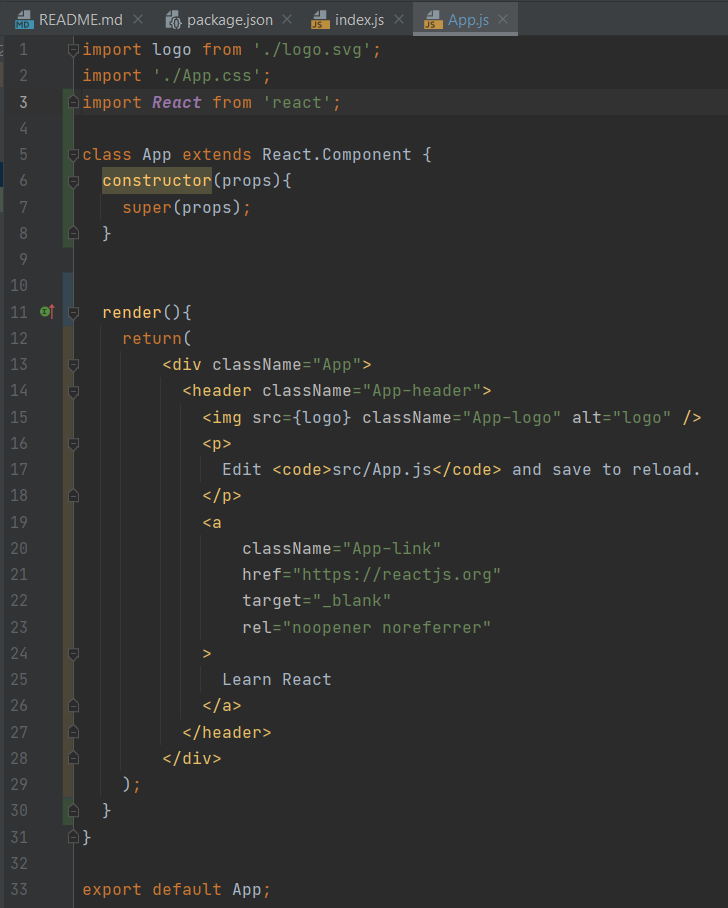 README.md package.json index.js App.js
1 import logo from './logo.svg';
2 import './App.css';
3 import React from 'react';
4
5 class App extends React.Component {
6 constructor(props){
7 super(props);
8 }
9
10
11 render(){
12 return(
13 <div className="App">
14 <header className="App-header">
15 <img src={logo} className="App-logo" alt="logo" />
16 <p>
17 Edit <code>src/App.js</code> and save to reload.
18 </p>
19 <a
20 className="App-link"
21 href="https://reactjs.org"
22 target="_blank"
23 rel="noopener noreferrer"
24 >
25 Learn React
26 </a>
27 </header>
28 </div>
29 );
30 }
31 }
32
33 export default App;